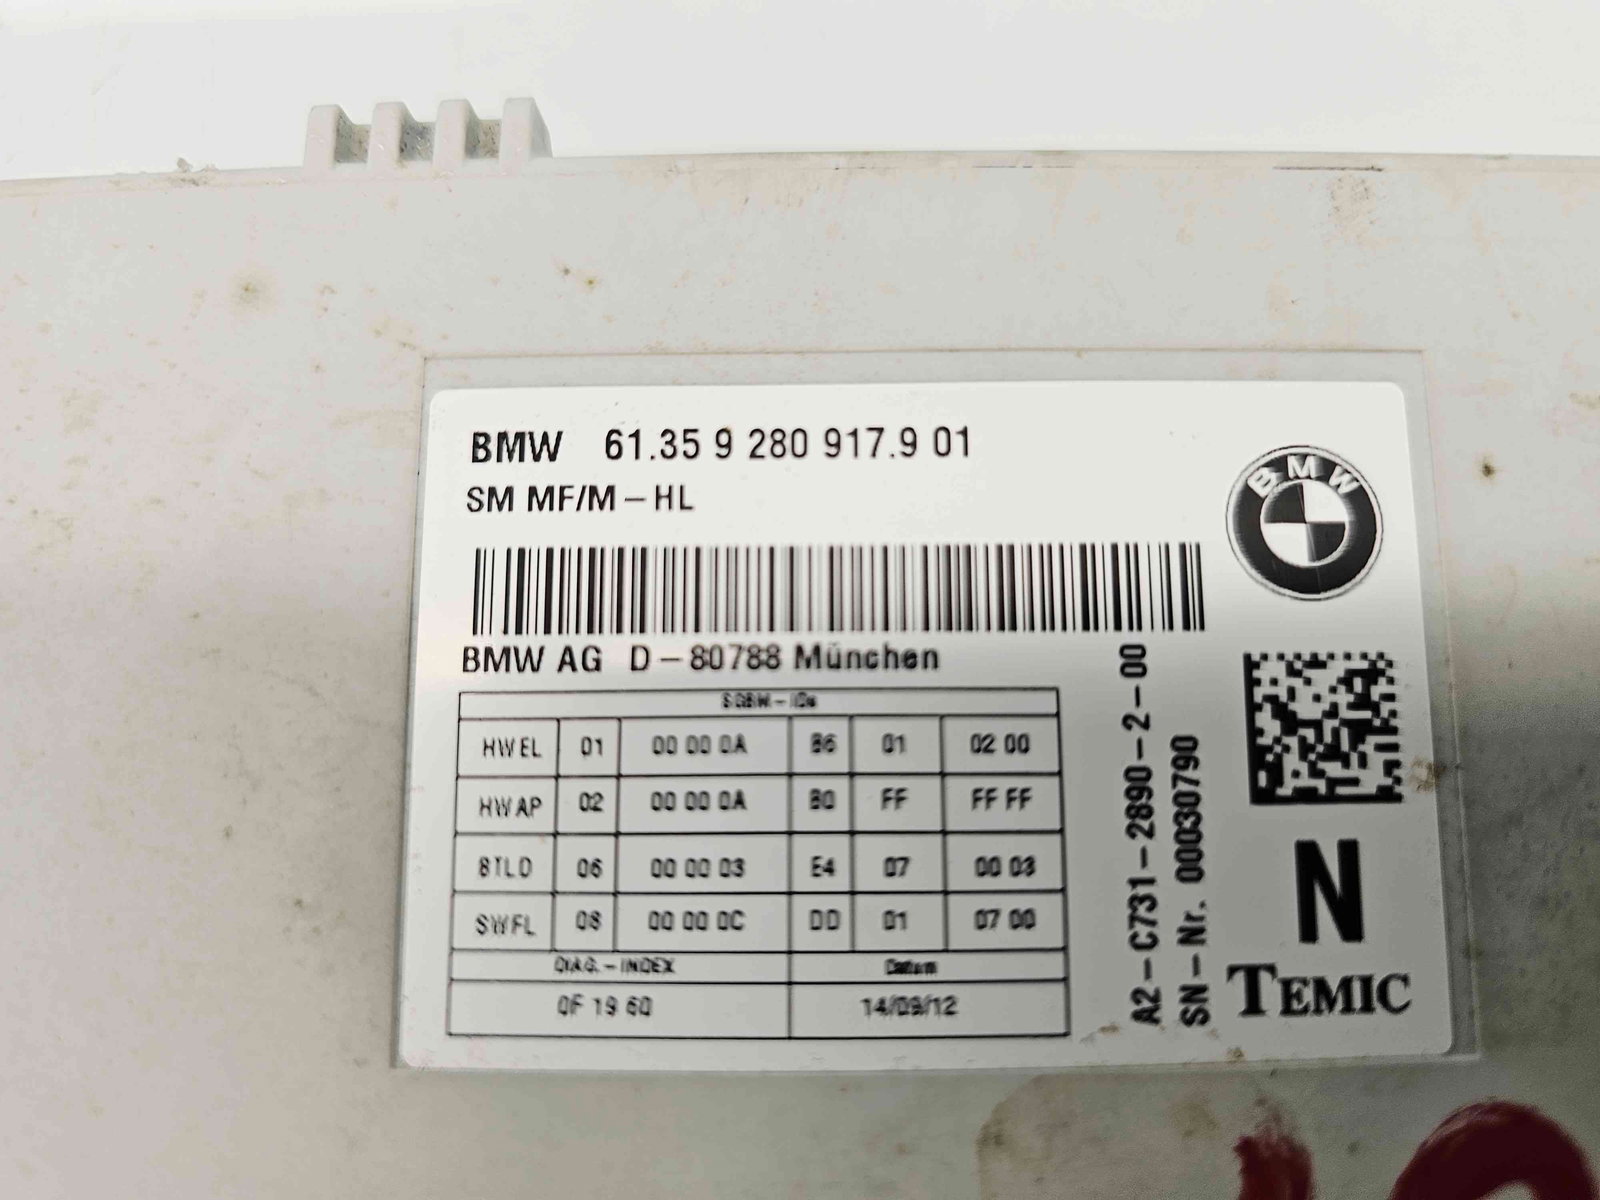 BMW 61.35 9 280 917.9 01
SM MF/M-HL
BMW
BMW AG D-80788 München
SGBW-IDs
HWEL 01 00 00 0A B6 01 02 00
HWAP 02 00 00 0A B0 FF FF FF
BTLD 06 00 00 03 E4 07 00 03
SWFL 08 00 00 0C DD 01 07 00
DIAG.-INDEX Datum
0F 19 60 14/09/12
A2-C731-2890-2-00
SN-Nr. 000307790
N
TEMIC